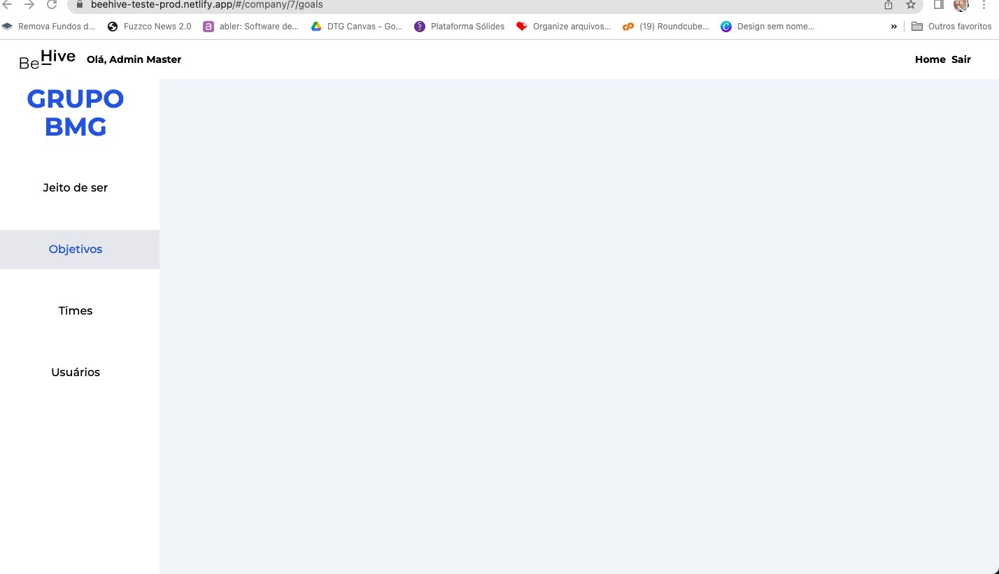 beehive-teste-prod.netlify.app/#/company/7/goals
Remova Fundos d... Fuzzco News 2.0 abler: Software de... DTG Canvas - Go... Plataforma Sólides Organize arquivos... (19) Roundcube... Design sem nome... » Outros favoritos
BeHive Olá, Admin Master Home Sair
GRUPO
BMG
Jeito de ser
Objetivos
Times
Usuários